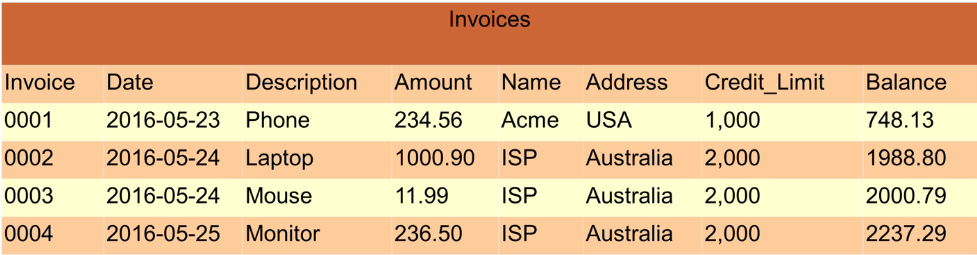 Invoices
Invoice Date Description Amount Name Address Credit_Limit Balance
0001 2016-05-23 Phone 234.56 Acme USA 1,000 748.13
0002 2016-05-24 Laptop 1000.90 ISP Australia 2,000 1988.80
0003 2016-05-24 Mouse 11.99 ISP Australia 2,000 2000.79
0004 2016-05-25 Monitor 236.50 ISP Australia 2,000 2237.29